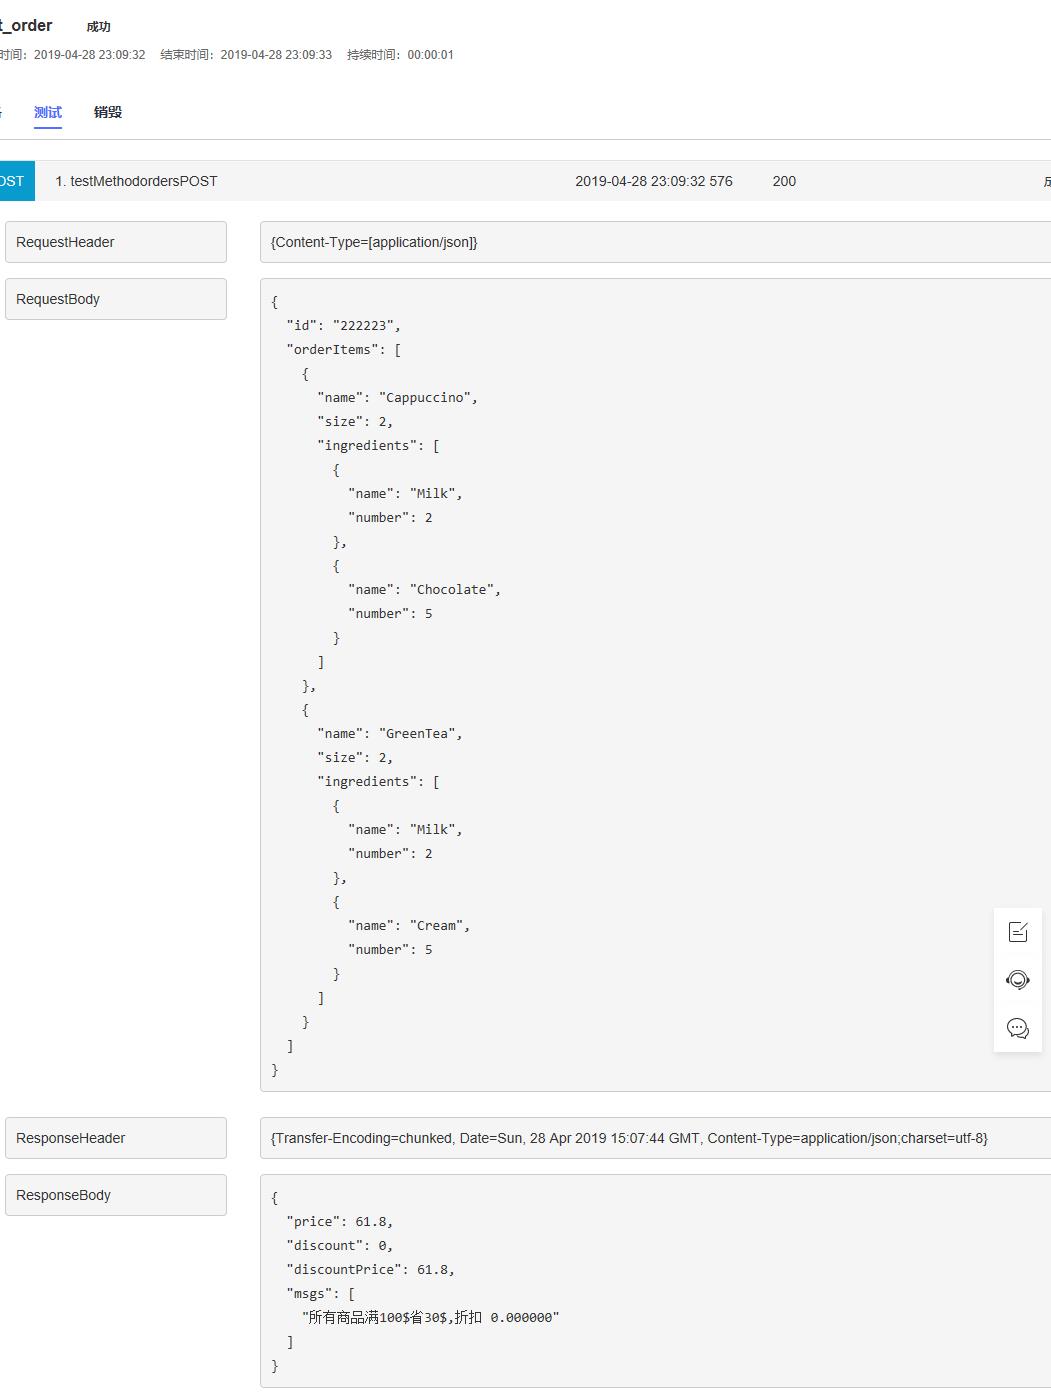 t_order 成功
时间：2019-04-28 23:09:32 结束时间：2019-04-28 23:09:33 持续时间：00:00:01
测试 销毁
OST 1. testMethodordersPOST 2019-04-28 23:09:32 576 200
RequestHeader {Content-Type=[application/json]}
RequestBody
{
"id": "222223",
"orderItems": [
{
"name": "Cappuccino",
"size": 2,
"ingredients": [
{
"name": "Milk",
"number": 2
},
{
"name": "Chocolate",
"number": 5
}
]
},
{
"name": "GreenTea",
"size": 2,
"ingredients": [
{
"name": "Milk",
"number": 2
},
{
"name": "Cream",
"number": 5
}
]
}
]
}
ResponseHeader {Transfer-Encoding=chunked, Date=Sun, 28 Apr 2019 15:07:44 GMT, Content-Type=application/json;charset=utf-8}
ResponseBody
{
"price": 61.8,
"discount": 0,
"discountPrice": 61.8,
"msgs": [
"所有商品满100$省30$,折扣 0.000000"
]
}